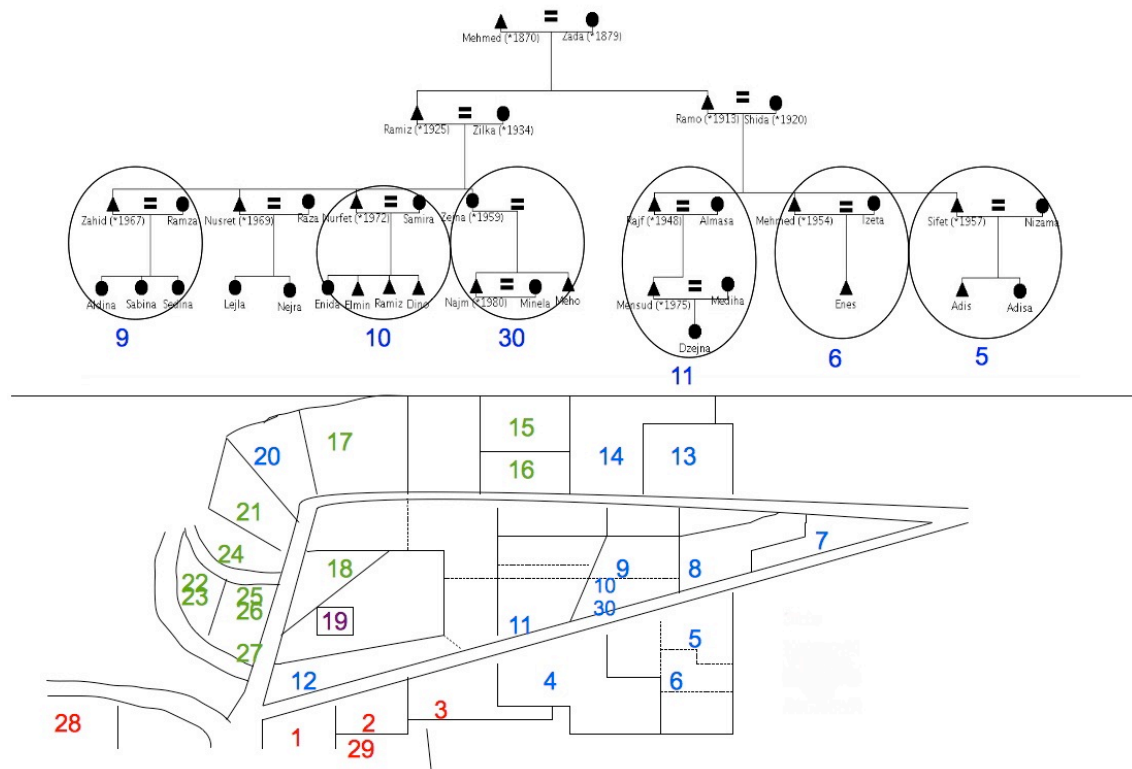 Mehmed (*1870) Zada (*1879)
Ramiz (*1925) Zilka (*1934) Ramo (*1913) Shida (*1920)
Zahid (*1967) Ramza Nusret (*1969) Raza Nurfet (*1972) Samira Zejna (*1959) Rajf (*1948) Almasa Mehmed (*1954) Izeta Sifet (*1957) Nizama
Aldina Sabina Sedina Lejla Nejra Enida Elmin Ramiz Dino Najm (*1980) Minela Meho Mensud (*1975) Mediha Enes Adis Adisa
Dzejna
9 10 30 11 6 5
15
17
20 14 13
16
21
7
24 18 9 8
22 25 10
23 26 30
19 11 5
27
12 4 6
3
28 1 2
29